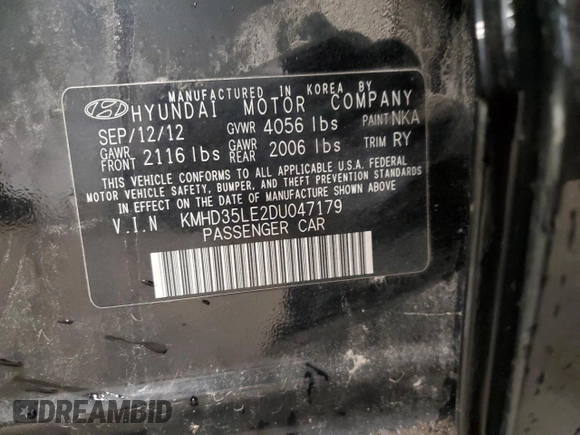 MANUFACTURED IN KOREA BY
HYUNDAI MOTOR COMPANY
SEP/12/12 GVWR 4056 lbs PAINT NKA
GAWR FRONT 2116 lbs GAWR REAR 2006 lbs TRIM RY
THIS VEHICLE CONFORMS TO ALL APPLICABLE U.S.A. FEDERAL
MOTOR VEHICLE SAFETY, BUMPER, AND THEFT PREVENTION STANDARDS
IN EFFECT ON THE DATE OF MANUFACTURE SHOWN ABOVE.
V.I.N KMHD35LE2DU047179
PASSENGER CAR
DREAMBID